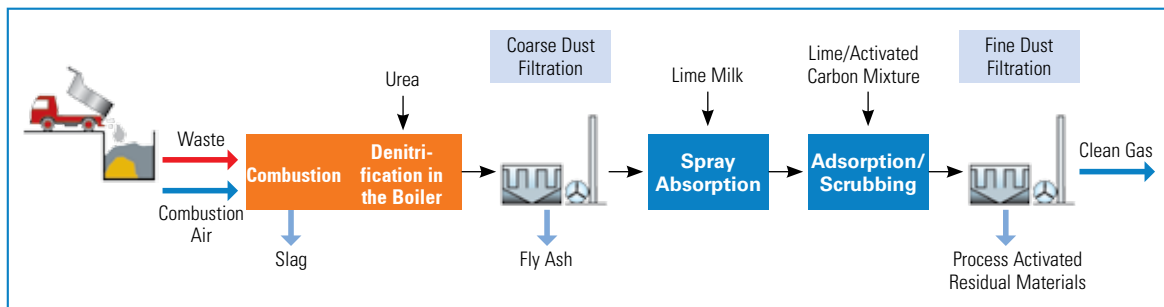 Coarse Dust
Filtration
Fine Dust
Filtration
Urea
Lime Milk
Lime/Activated
Carbon Mixture
Waste
Combustion
Air
Combustion
Denitri-
fication in
the Boiler
Spray
Absorption
Adsorption/
Scrubbing
Clean Gas
Slag
Fly Ash
Process Activated
Residual Materials